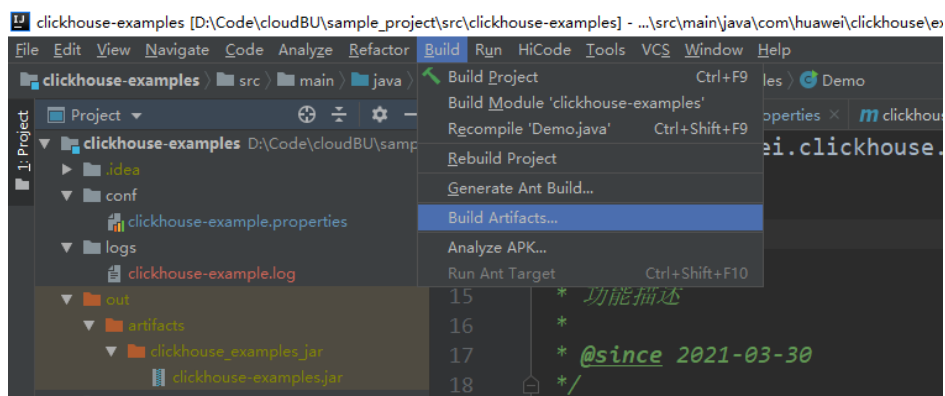 clickhouse-examples [D:\Code\cloudBU\sample_project\src\clickhouse-examples] - ...\src\main\java\com\huawei\clickhouse\ex
File Edit View Navigate Code Analyze Refactor Build Run HiCode Tools VCS Window Help
clickhouse-examples src main java les Demo
Build Project Ctrl+F9
Build Module 'clickhouse-examples'
Recompile 'Demo.java' Ctrl+Shift+F9
Rebuild Project
Generate Ant Build...
Build Artifacts...
Analyze APK...
Run Ant Target Ctrl+Shift+F10
1: Project
Project
clickhouse-examples D:\Code\cloudBU\samp
.idea
conf
clickhouse-example.properties
logs
clickhouse-example.log
out
artifacts
clickhouse_examples_jar
clickhouse-examples.jar
operties × m clickhous
ei.clickhouse.
15 * 功能描述
16 *
17 * @since 2021-03-30
18 */